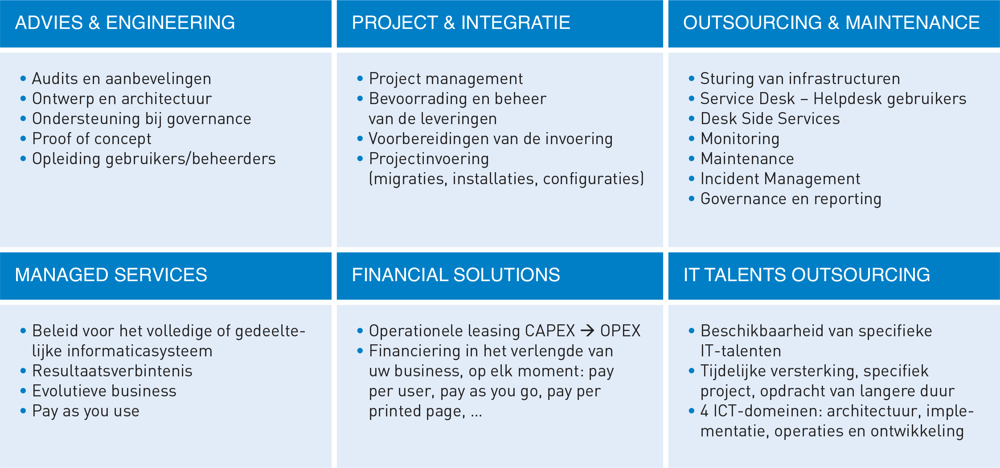 ADVIES & ENGINEERING
• Audits en aanbevelingen
• Ontwerp en architectuur
• Ondersteuning bij governance
• Proof of concept
• Opleiding gebruikers/beheerders
PROJECT & INTEGRATIE
• Project management
• Bevoorrading en beheer
van de leveringen
• Voorbereidingen van de invoering
• Projectinvoering
(migraties, installaties, configuraties)
OUTSOURCING & MAINTENANCE
• Sturing van infrastructuren
• Service Desk – Helpdesk gebruikers
• Desk Side Services
• Monitoring
• Maintenance
• Incident Management
• Governance en reporting
MANAGED SERVICES
• Beleid voor het volledige of gedeelte-
lijke informaticasysteem
• Resultaatsverbintenis
• Evolutieve business
• Pay as you use
FINANCIAL SOLUTIONS
• Operationele leasing CAPEX → OPEX
• Financiering in het verlengde van
uw business, op elk moment: pay
per user, pay as you go, pay per
printed page, ...
IT TALENTS OUTSOURCING
• Beschikbaarheid van specifieke
IT-talenten
• Tijdelijke versterking, specifiek
project, opdracht van langere duur
• 4 ICT-domeinen: architectuur, imple-
mentatie, operaties en ontwikkeling